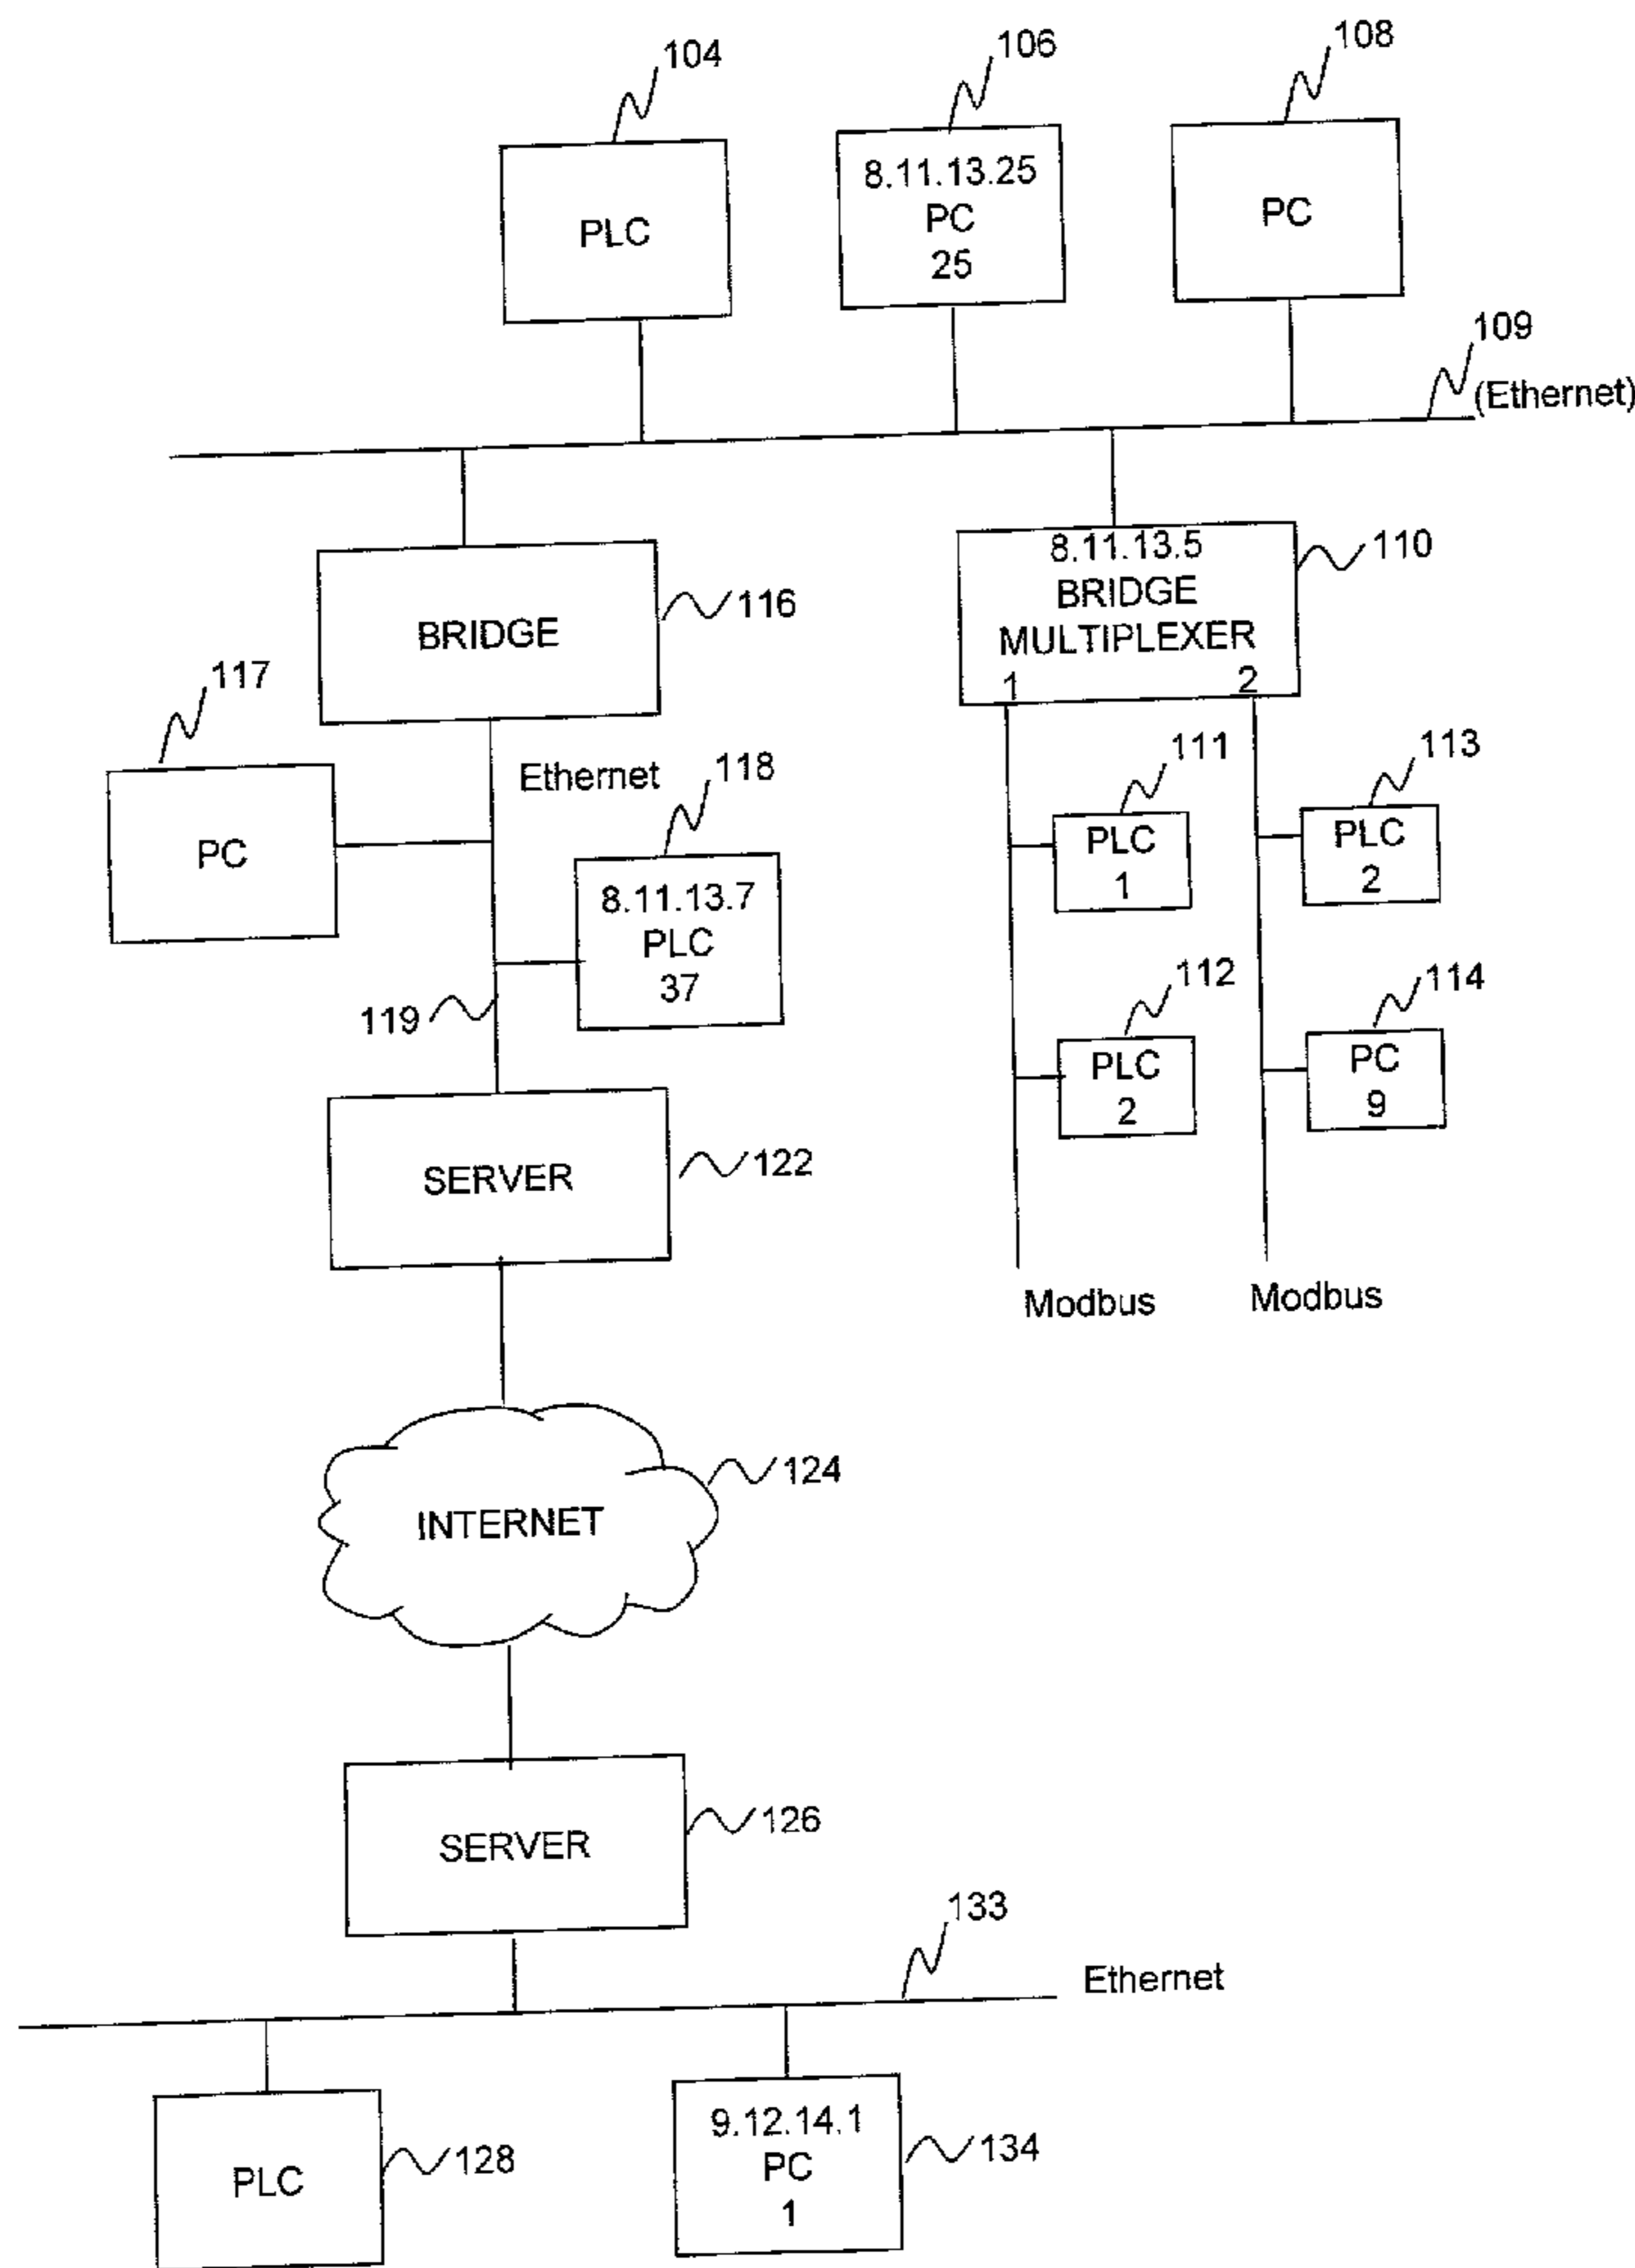 104
106
108
PLC
8.11.13.25
PC
25
PC
109
(Ethernet)
8.11.13.5
BRIDGE
MULTIPLEXER
1
2
110
BRIDGE
116
117
PC
Ethernet
118
8.11.13.7
PLC
37
119
111
PLC
1
113
PLC
2
112
PLC
2
114
PC
9
SERVER
122
Modbus
Modbus
INTERNET
124
SERVER
126
133
Ethernet
PLC
128
9.12.14.1
PC
1
134